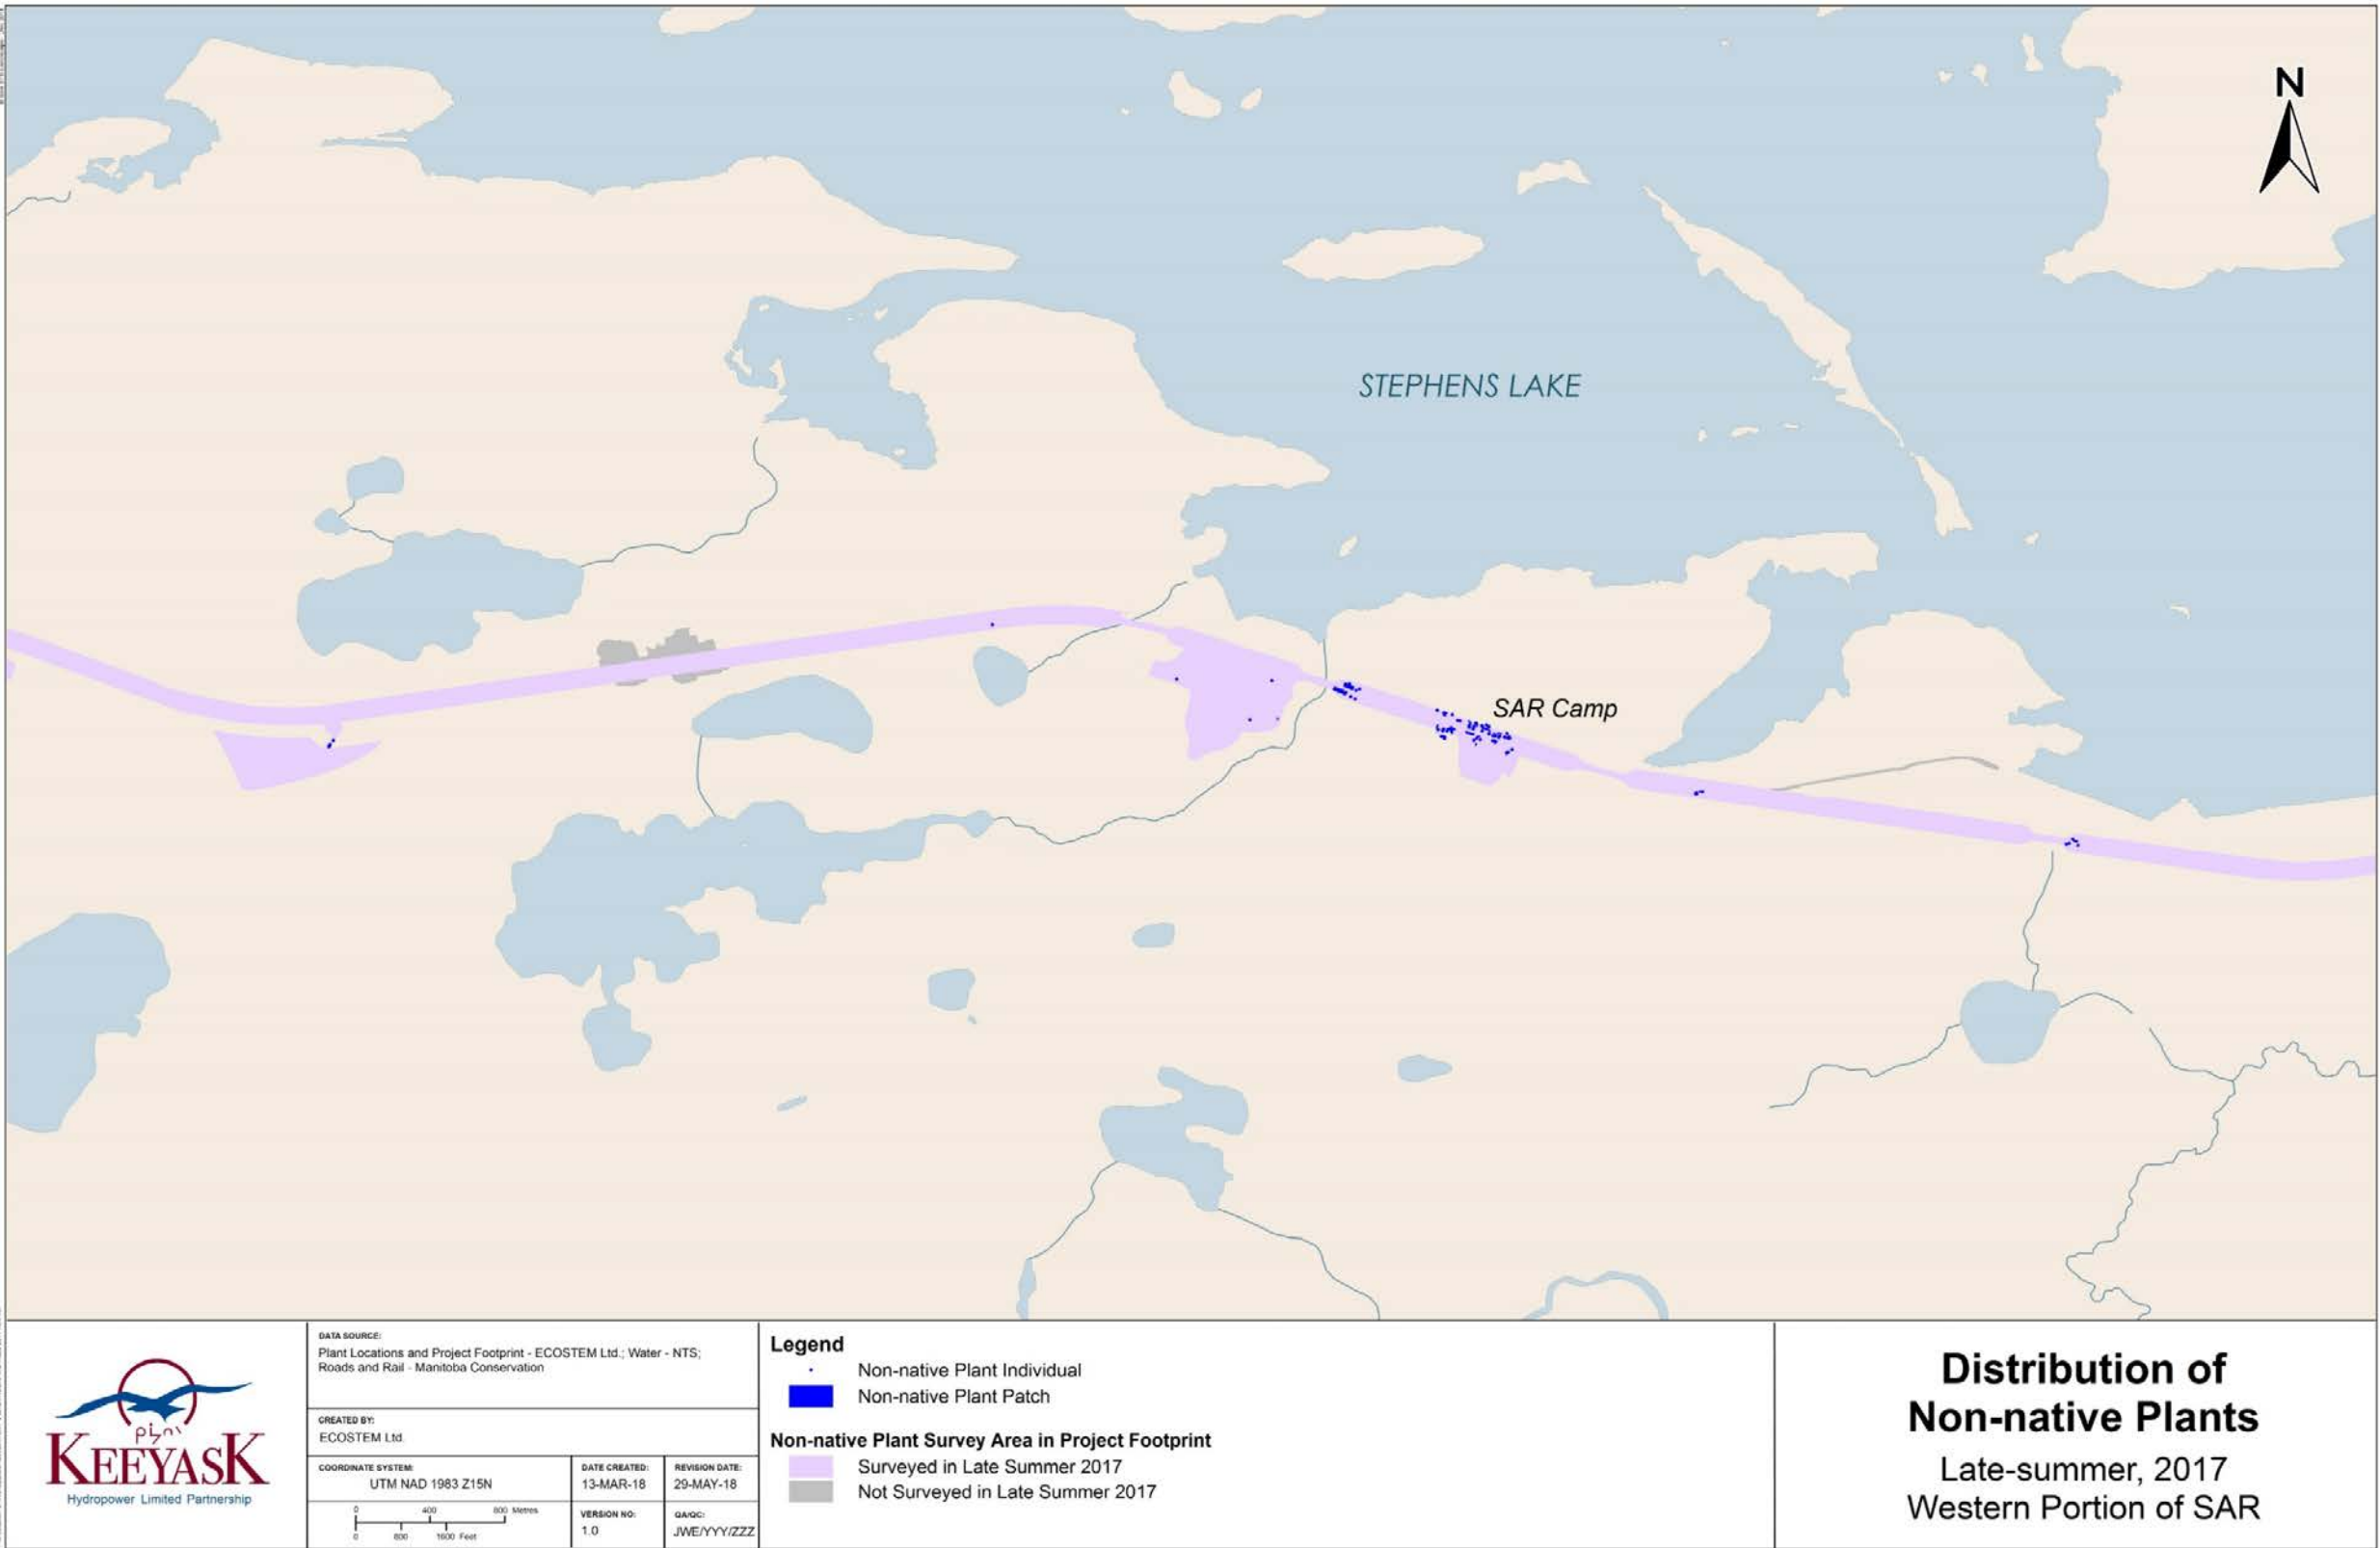 N
STEPHENS LAKE
SAR Camp
ᑭᔭᐢᐠ
KEEYASK
Hydropower Limited Partnership
DATA SOURCE:
Plant Locations and Project Footprint - ECOSTEM Ltd.; Water - NTS;
Roads and Rail - Manitoba Conservation
CREATED BY:
ECOSTEM Ltd.
COORDINATE SYSTEM:
UTM NAD 1983 Z15N
DATE CREATED:
13-MAR-18
REVISION DATE:
29-MAY-18
0 400 800 Metres
0 800 1600 Feet
VERSION NO:
1.0
QA/QC:
JWE/YYY/ZZZ
Legend
Non-native Plant Individual
Non-native Plant Patch
Non-native Plant Survey Area in Project Footprint
Surveyed in Late Summer 2017
Not Surveyed in Late Summer 2017
Distribution of
Non-native Plants
Late-summer, 2017
Western Portion of SAR